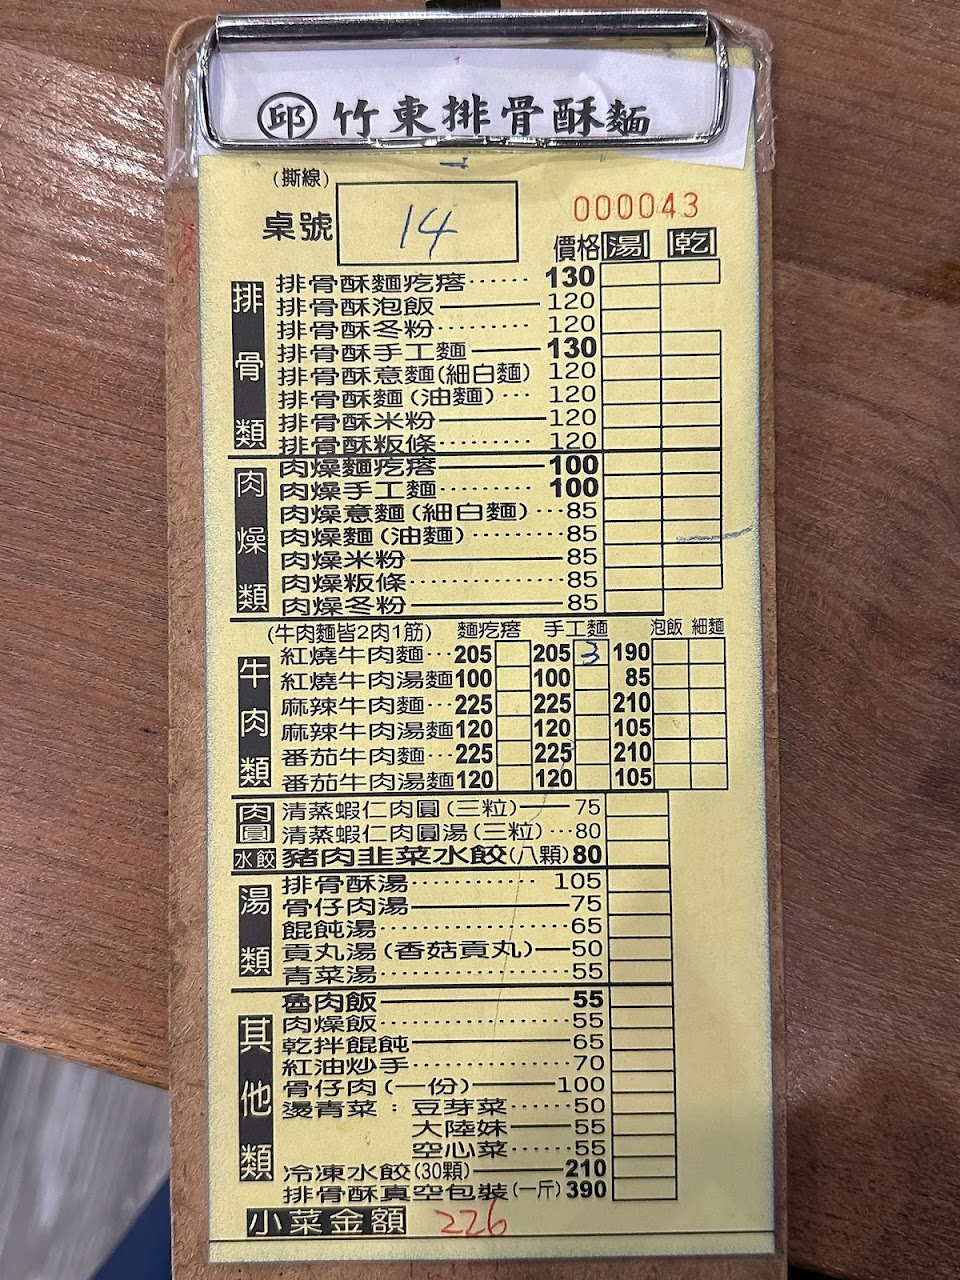 邱 竹東排骨酥麵
(撕線)
桌號 14 000043
價格 湯 乾
排骨類
排骨酥麵疙瘩······130
排骨酥泡飯——120
排骨酥冬粉·········120
排骨酥手工麵——130
排骨酥意麵(細白麵) 120
排骨酥麵(油麵)···120
排骨酥米粉——120
排骨酥粄條·········120
肉燥類
肉燥麵疙瘩——100
肉燥手工麵·········100
肉燥意麵(細白麵)···85
肉燥麵(油麵)·········85
肉燥米粉——85
肉燥粄條···············85
肉燥冬粉——85
牛肉類
(牛肉麵皆2肉1筋) 麵疙瘩 手工麵 泡飯 細麵
紅燒牛肉麵···205 205 3 190
紅燒牛肉湯麵100 100 85
麻辣牛肉麵···225 225 210
麻辣牛肉湯麵120 120 105
番茄牛肉麵···225 225 210
番茄牛肉湯麵120 120 105
肉圓
清蒸蝦仁肉圓(三粒)——75
清蒸蝦仁肉圓湯(三粒)···80
水餃 豬肉韭菜水餃(八顆)80
湯類
排骨酥湯············105
骨仔肉湯——75
餛飩湯··················65
貢丸湯(香菇貢丸)—50
青菜湯··················55
其他類
魯肉飯——55
肉燥飯··················55
乾拌餛飩——65
紅油炒手···············70
骨仔肉(一份)——100
燙青菜：豆芽菜······50
大陸妹——55
空心菜······55
冷凍水餃(30顆)——210
排骨酥真空包裝(一斤)390
小菜金額 226